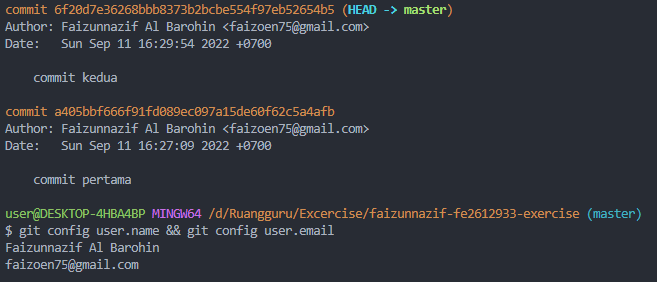 commit 6f20d7e36268bbb8373b2bcbe554f97eb52654b5 (HEAD -> master)
Author: Faizunnazif Al Barohin <faizoen75@gmail.com>
Date:   Sun Sep 11 16:29:54 2022 +0700
    commit kedua
commit a405bbf666f91fd089ec097a15de60f62c5a4afb
Author: Faizunnazif Al Barohin <faizoen75@gmail.com>
Date:   Sun Sep 11 16:27:09 2022 +0700
    commit pertama
user@DESKTOP-4HBA4BP MINGW64 /d/Ruangguru/Excercise/faizunnazif-fe2612933-exercise (master)
$ git config user.name && git config user.email
Faizunnazif Al Barohin
faizoen75@gmail.com